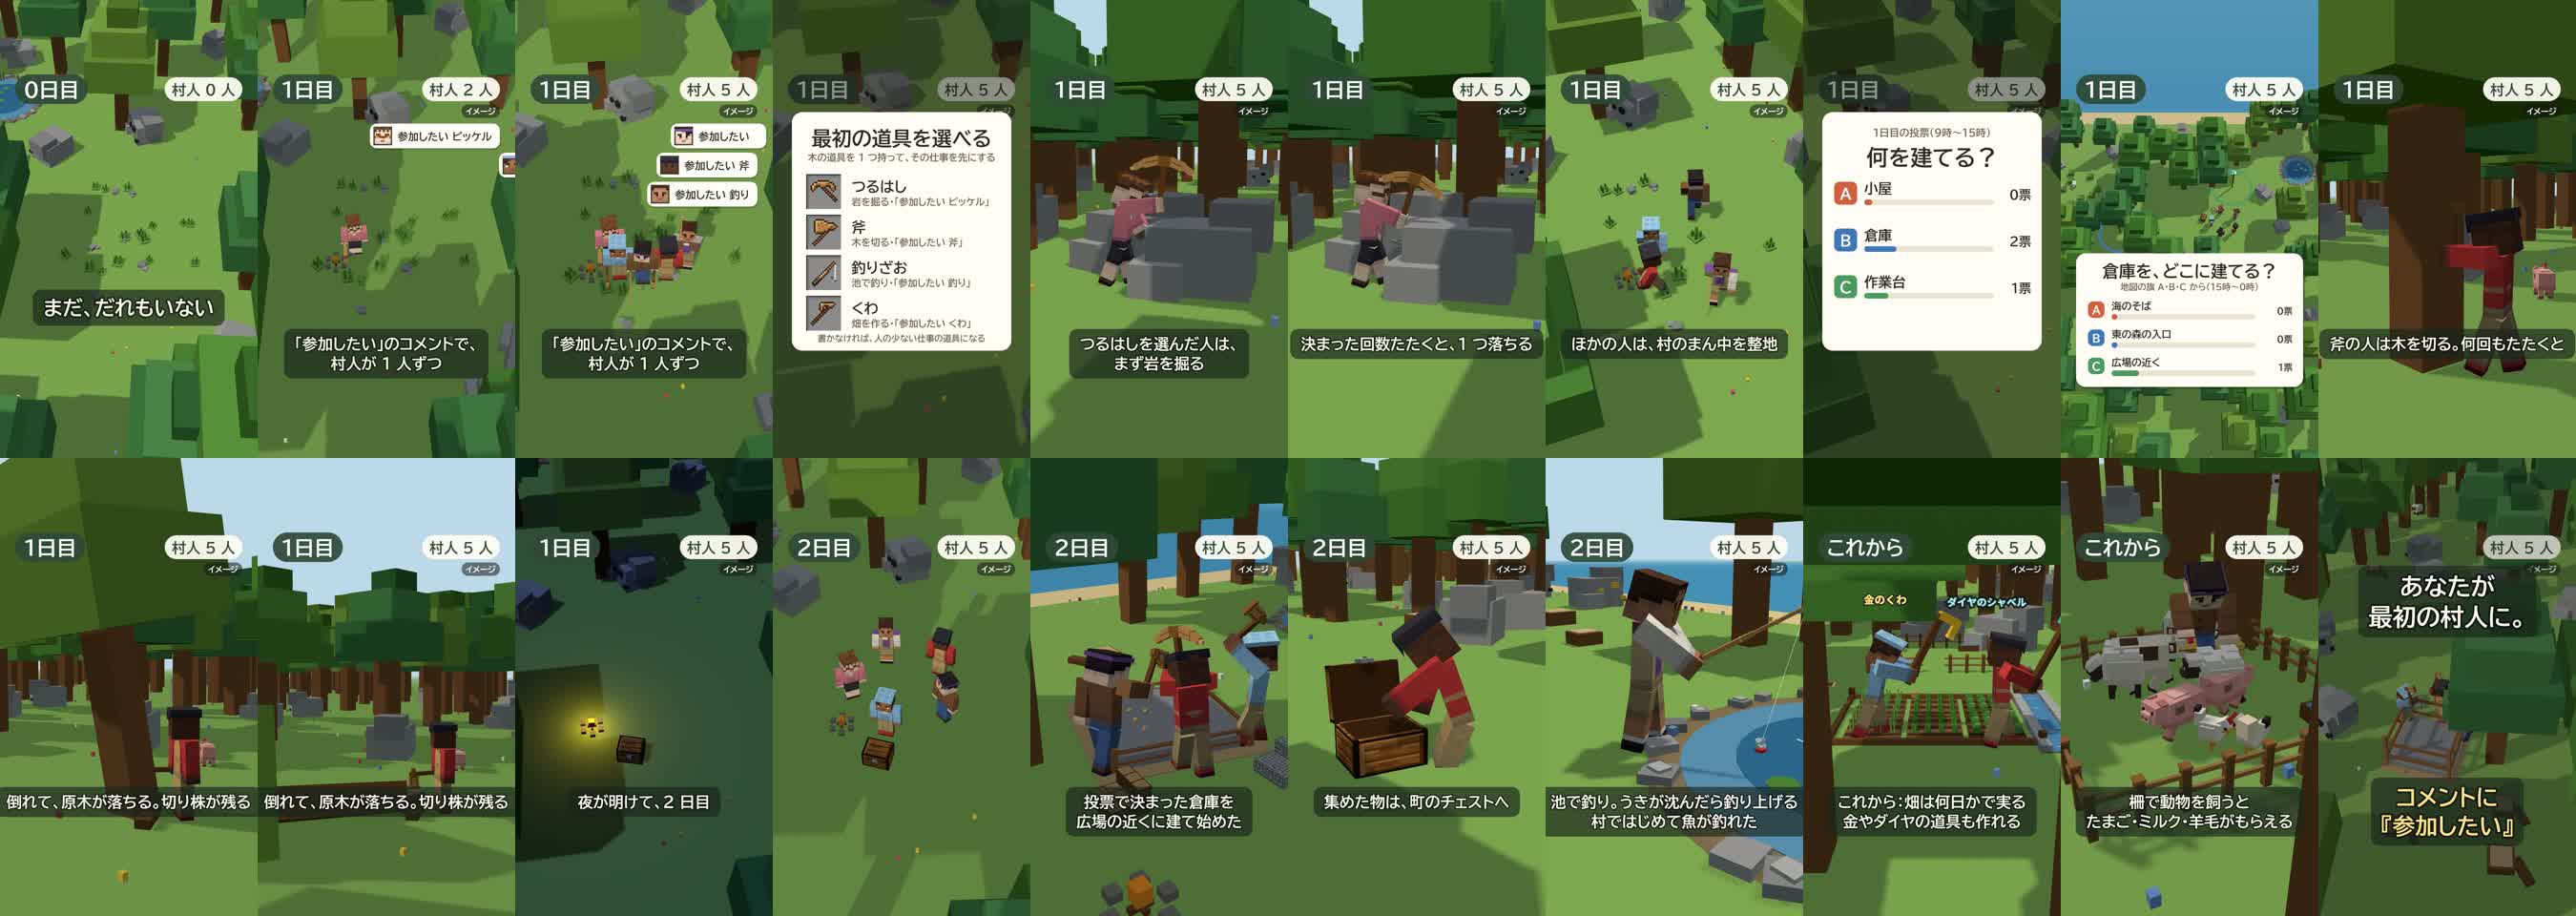 0日目
村人 0 人
まだ、だれもいない
1日目
村人 2 人
イメージ
参加したい ピッケル
「参加したい」のコメントで、
村人が 1 人ずつ
1日目
村人 5 人
イメージ
参加したい
参加したい 斧
参加したい 釣り
「参加したい」のコメントで、
村人が 1 人ずつ
1日目
村人 5 人
最初の道具を選べる
木の道具を 1 つ持って、その仕事を先にする
つるはし
岩を掘る・「参加したい ピッケル」
斧
木を切る・「参加したい 斧」
釣りざお
池で釣り・「参加したい 釣り」
くわ
畑を作る・「参加したい くわ」
書かなければ、人の少ない仕事の道具になる
1日目
村人 5 人
イメージ
つるはしを選んだ人は、
まず岩を掘る
1日目
村人 5 人
イメージ
決まった回数たたくと、1 つ落ちる
1日目
村人 5 人
イメージ
ほかの人は、村のまん中を整地
1日目
村人 5 人
1日目の投票(9時〜15時)
何を建てる？
A 小屋 0票
B 倉庫 2票
C 作業台 1票
1日目
村人 5 人
イメージ
倉庫を、どこに建てる？
地図の旗 A・B・C から(15時〜0時)
A 海のそば 0票
B 東の森の入口 0票
C 広場の近く 1票
1日目
村人 5 人
イメージ
斧の人は木を切る。何回もたたくと
1日目
村人 5 人
イメージ
倒れて、原木が落ちる。切り株が残る
1日目
村人 5 人
イメージ
倒れて、原木が落ちる。切り株が残る
1日目
村人 5 人
イメージ
夜が明けて、2 日目
2日目
村人 5 人
イメージ
2日目
村人 5 人
イメージ
投票で決まった倉庫を
広場の近くに建て始めた
2日目
村人 5 人
イメージ
集めた物は、町のチェストへ
2日目
村人 5 人
イメージ
池で釣り。うきが沈んだら釣り上げる
村ではじめて魚が釣れた
これから
村人 5 人
イメージ
金のくわ
ダイヤのシャベル
これから：畑は何日かで実る
金やダイヤの道具も作れる
これから
村人 5 人
イメージ
柵で動物を飼うと
たまご・ミルク・羊毛がもらえる
村人 5 人
イメージ
あなたが
最初の村人に。
コメントに
『参加したい』